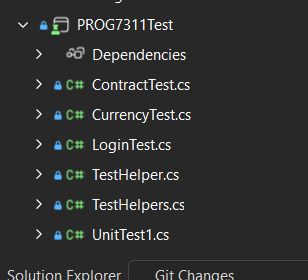 PROG7311Test
Dependencies
C# ContractTest.cs
C# CurrencyTest.cs
C# LoginTest.cs
C# TestHelper.cs
C# TestHelpers.cs
C# UnitTest1.cs
Solution Explorer Git Changes